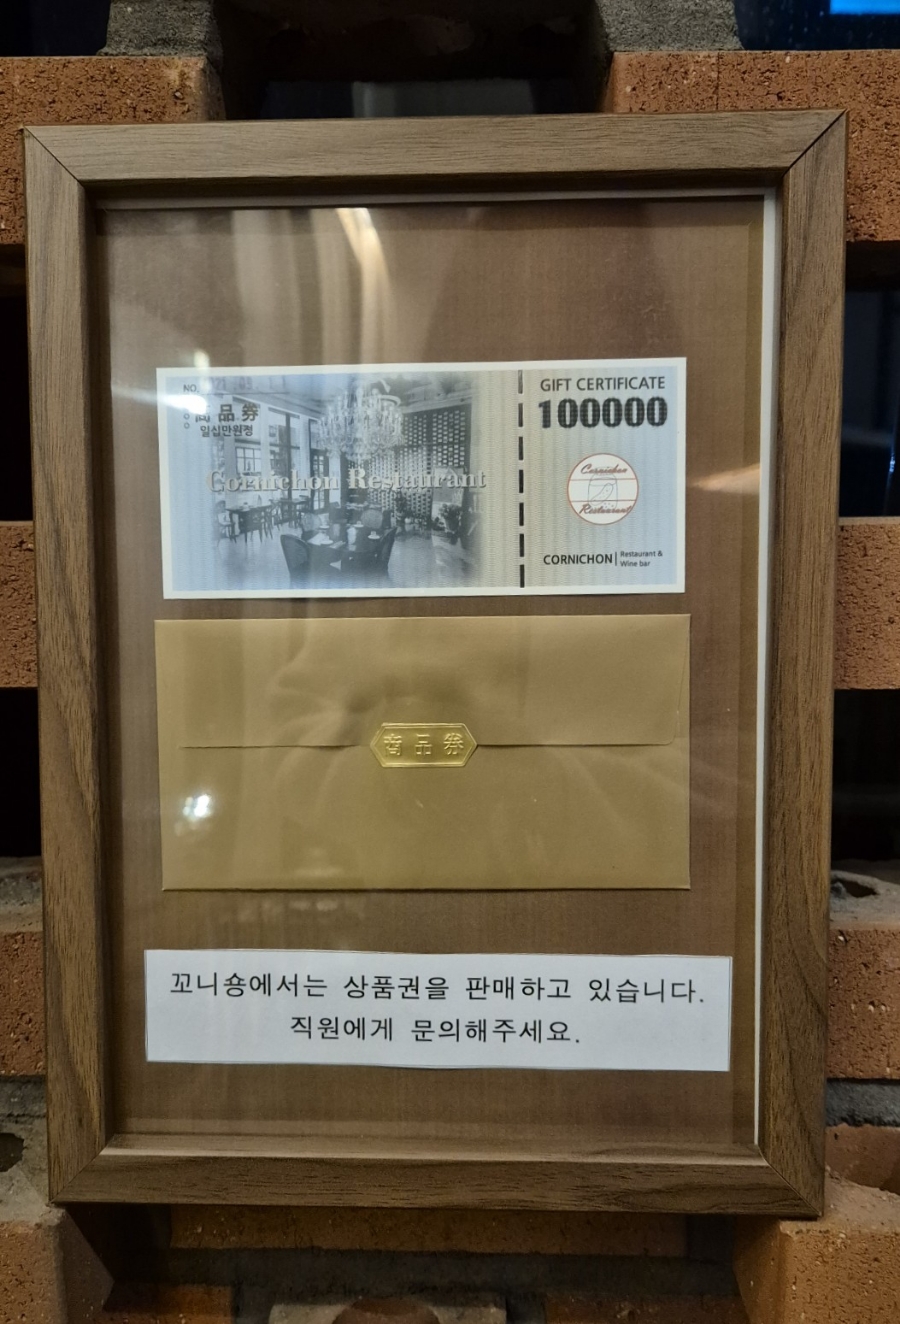 NO.
商品券
일십만원정
Cornichon Restaurant
GIFT CERTIFICATE
100000
Cornichon
Restaurant
CORNICHON
Restaurant &
Wine bar
商品券
꼬니숑에서는 상품권을 판매하고 있습니다.
직원에게 문의해주세요.